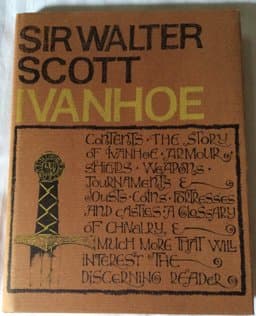 SIR WALTER
SCOTT
IVANHOE
CONTENTS · THE STORY
OF IVANHOE · ARMOUR
SHIELDS · WEAPONS ·
TOURNAMENTS &
JOUSTS · COINS · FORTRESSES
AND CASTLES · A GLOSSARY
OF CHIVALRY, &
MUCH MORE THAT WILL
INTEREST THE
DISCERNING READER